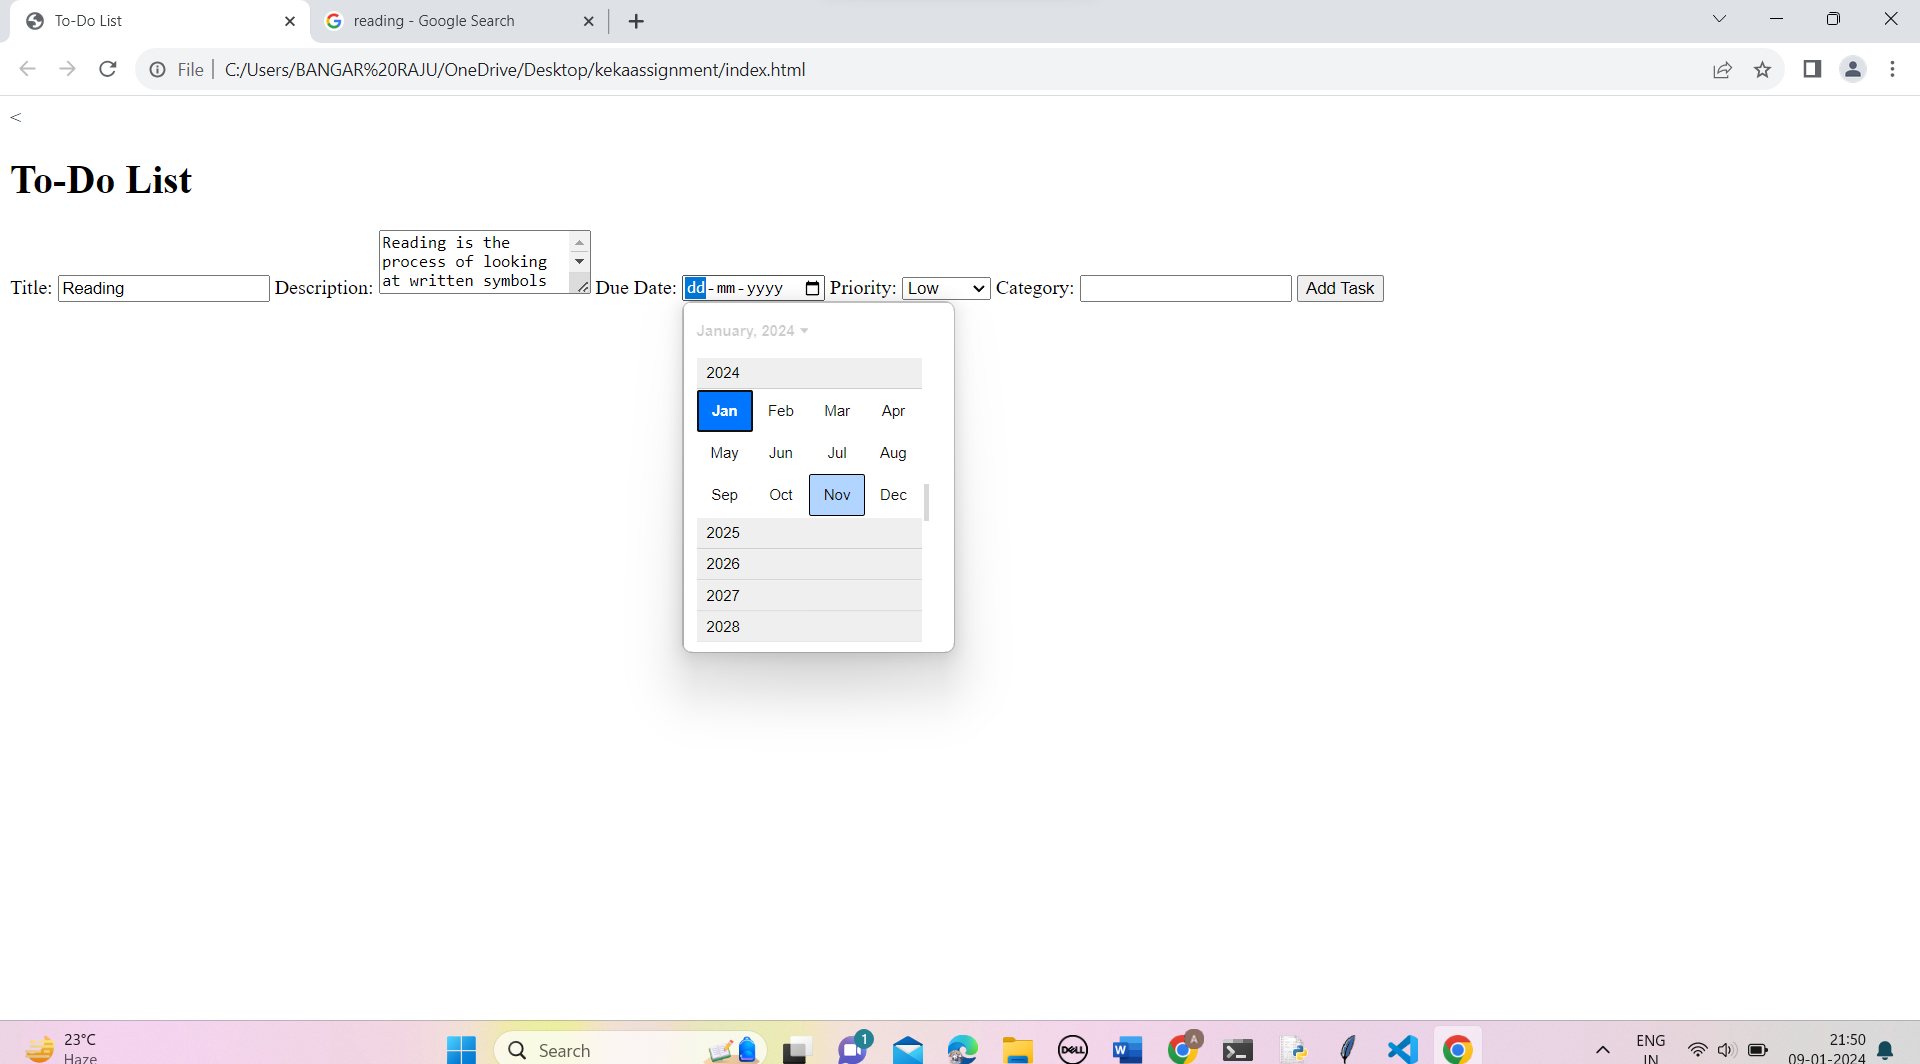 To-Do List
reading - Google Search
File
C:/Users/BANGAR%20RAJU/OneDrive/Desktop/kekaassignment/index.html
<
To-Do List
Title: Reading Description: Reading is the
process of looking
at written symbols
Due Date: dd-mm-yyyy Priority: Low Category: Add Task
January, 2024
2024
Jan Feb Mar Apr
May Jun Jul Aug
Sep Oct Nov Dec
2025
2026
2027
2028
23°C
Haze
Search
1
DELL
W
A
ENG
IN
21:50
09-01-2024